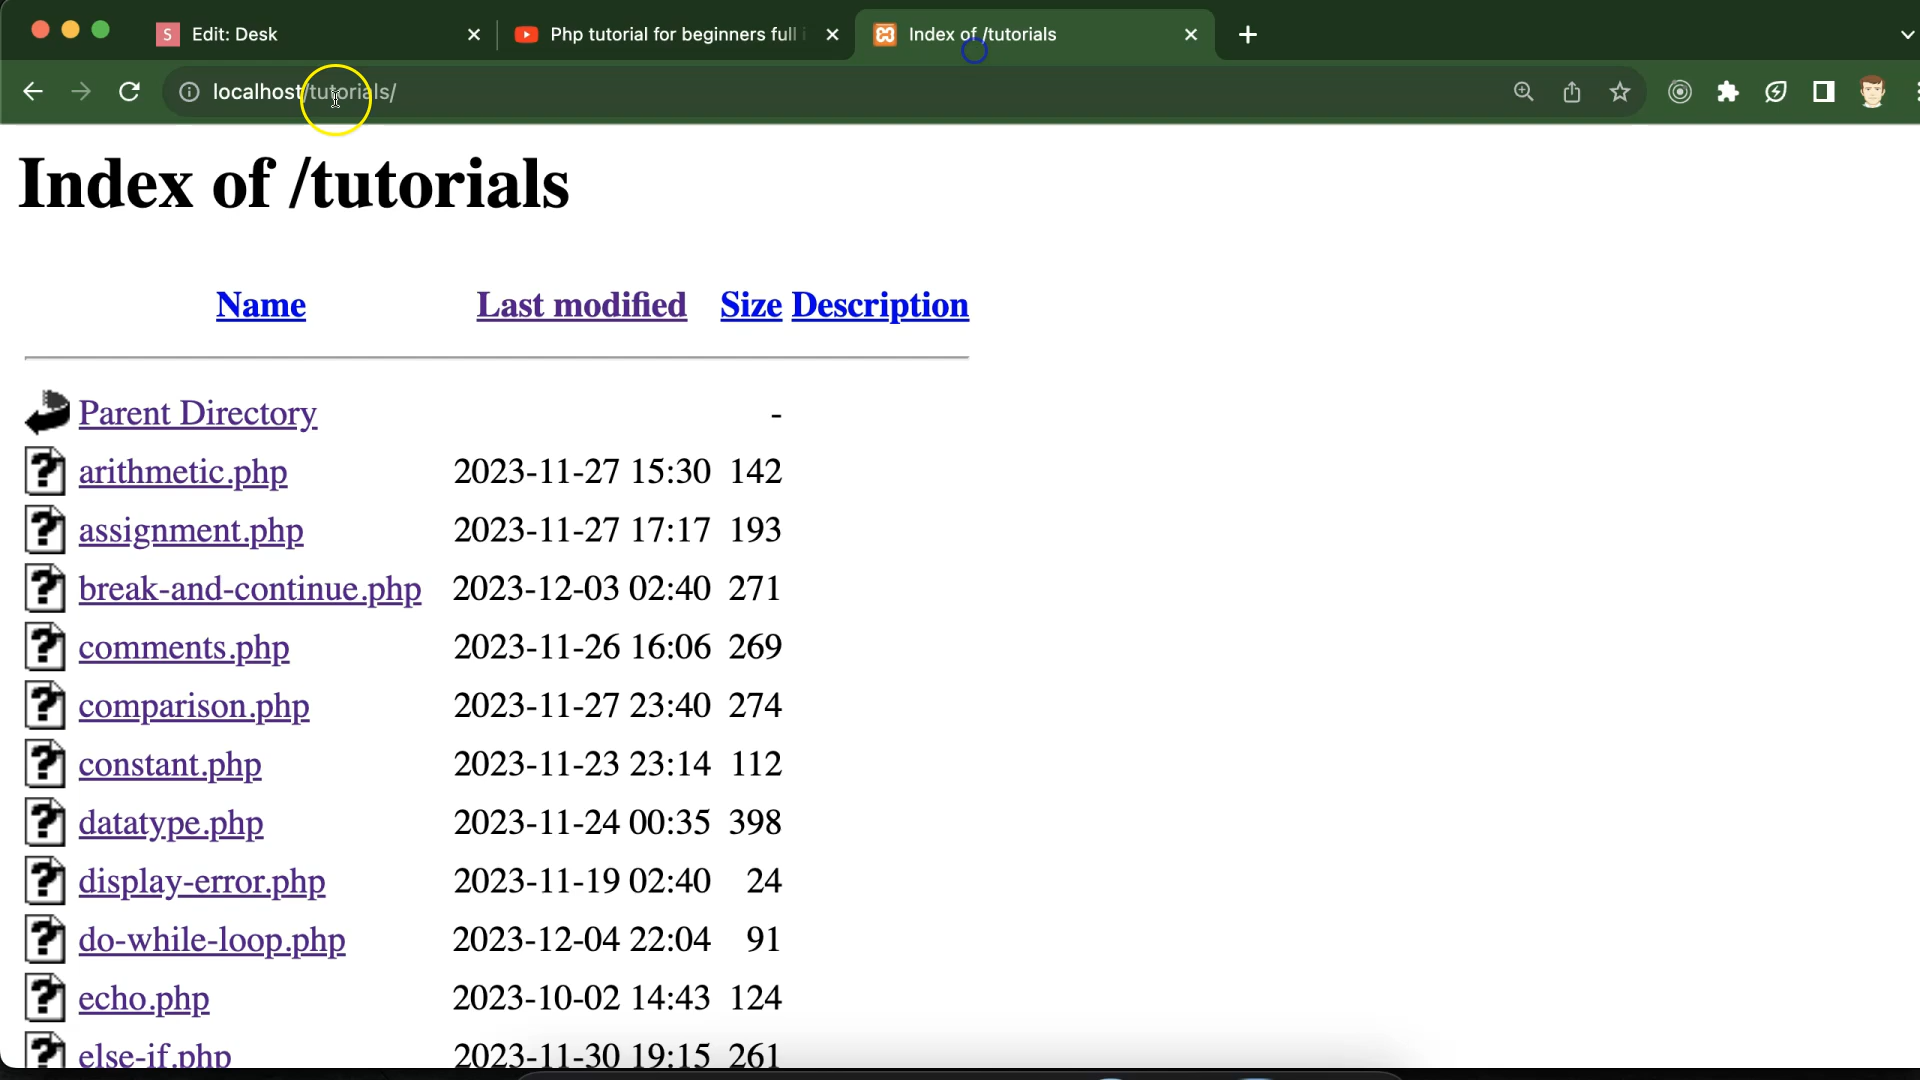 S Edit: Desk
Php tutorial for beginners full
Index of /tutorials
localhost/tutorials/
Index of /tutorials
Name Last modified Size Description
Parent Directory -
arithmetic.php 2023-11-27 15:30 142
assignment.php 2023-11-27 17:17 193
break-and-continue.php 2023-12-03 02:40 271
comments.php 2023-11-26 16:06 269
comparison.php 2023-11-27 23:40 274
constant.php 2023-11-23 23:14 112
datatype.php 2023-11-24 00:35 398
display-error.php 2023-11-19 02:40 24
do-while-loop.php 2023-12-04 22:04 91
echo.php 2023-10-02 14:43 124
else-if.php 2023-11-30 19:15 261